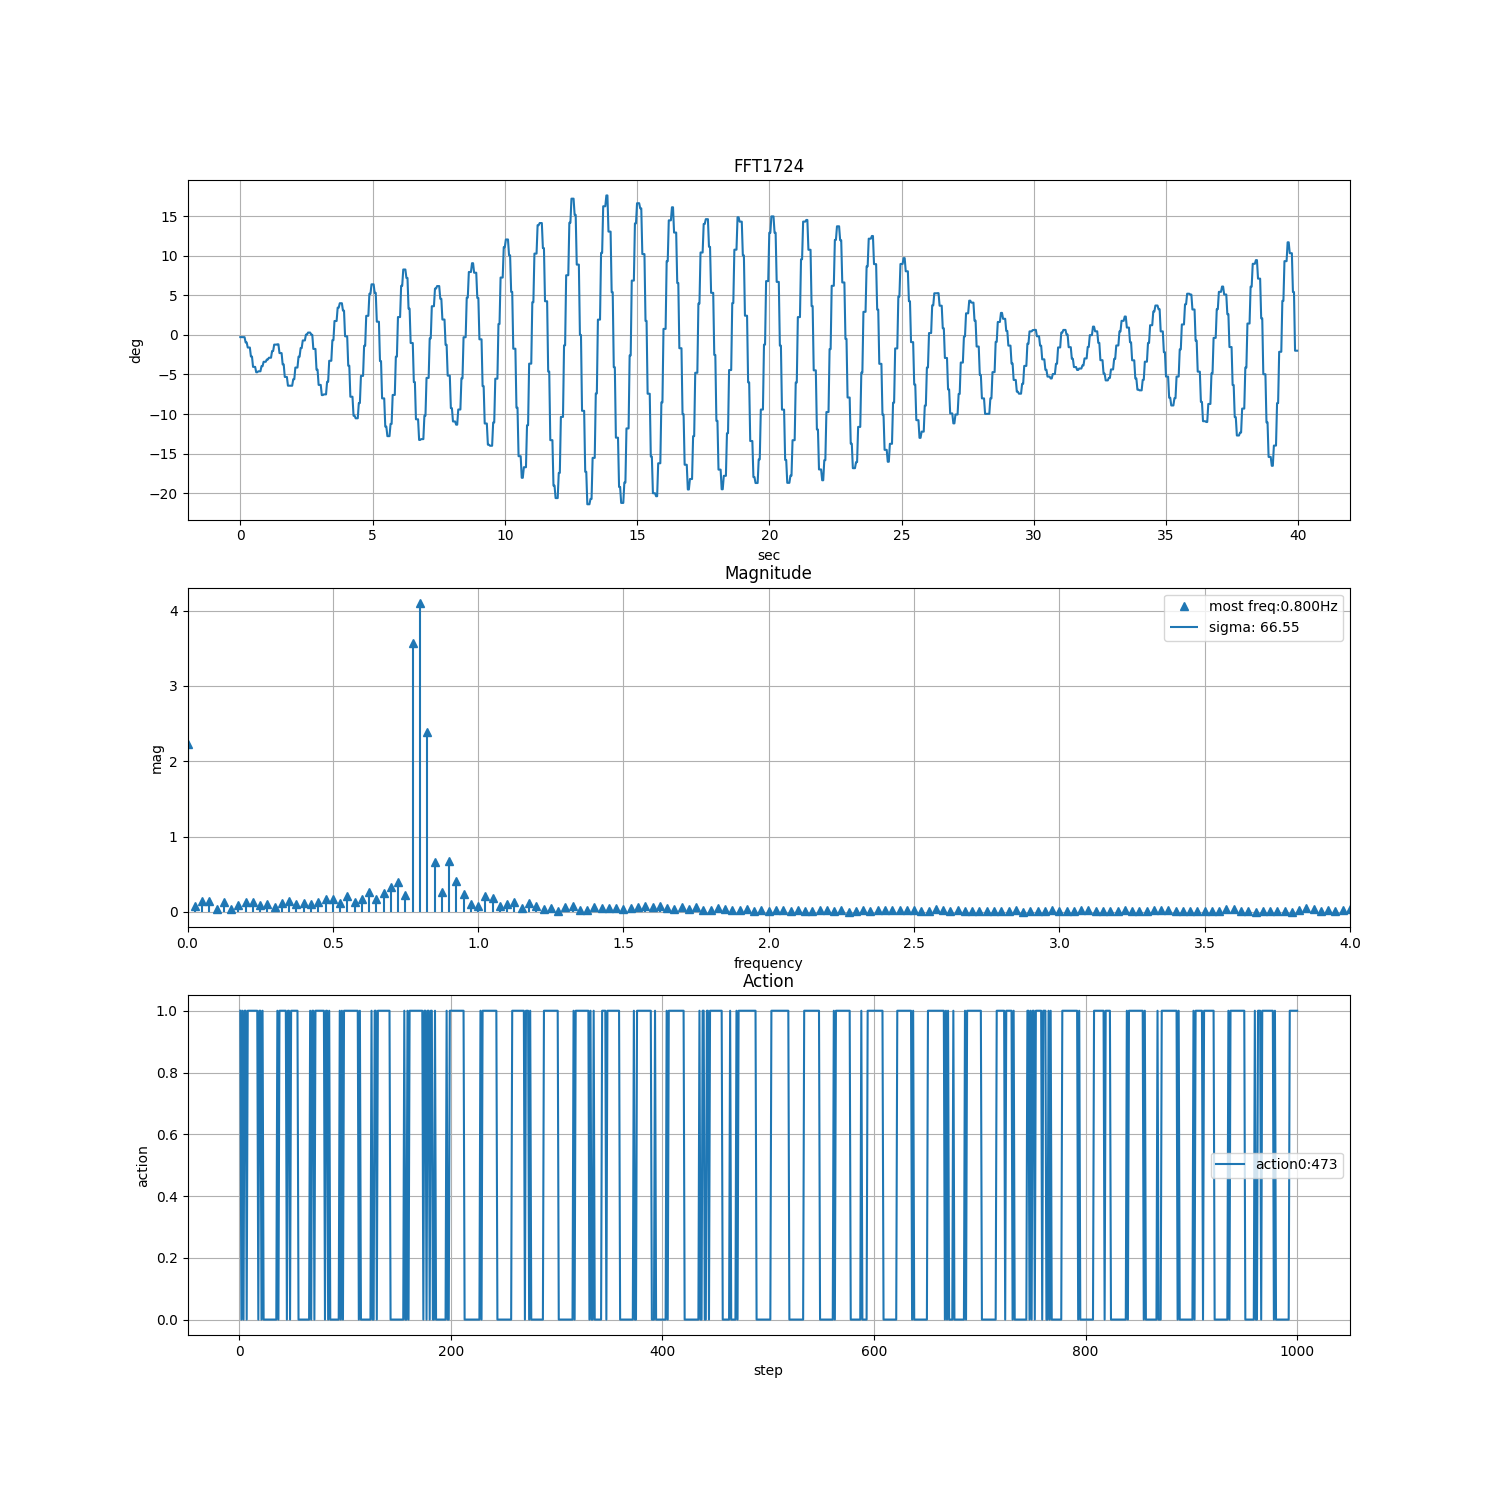 FFT1724
15
10
5
0
−5
−10
−15
−20
deg
0 5 10 15 20 25 30 35 40
sec
Magnitude
most freq:0.800Hz
sigma: 66.55
4
3
2
1
0
mag
0.0 0.5 1.0 1.5 2.0 2.5 3.0 3.5 4.0
frequency
Action
1.0
0.8
0.6
0.4
0.2
0.0
action
action0:473
0 200 400 600 800 1000
step